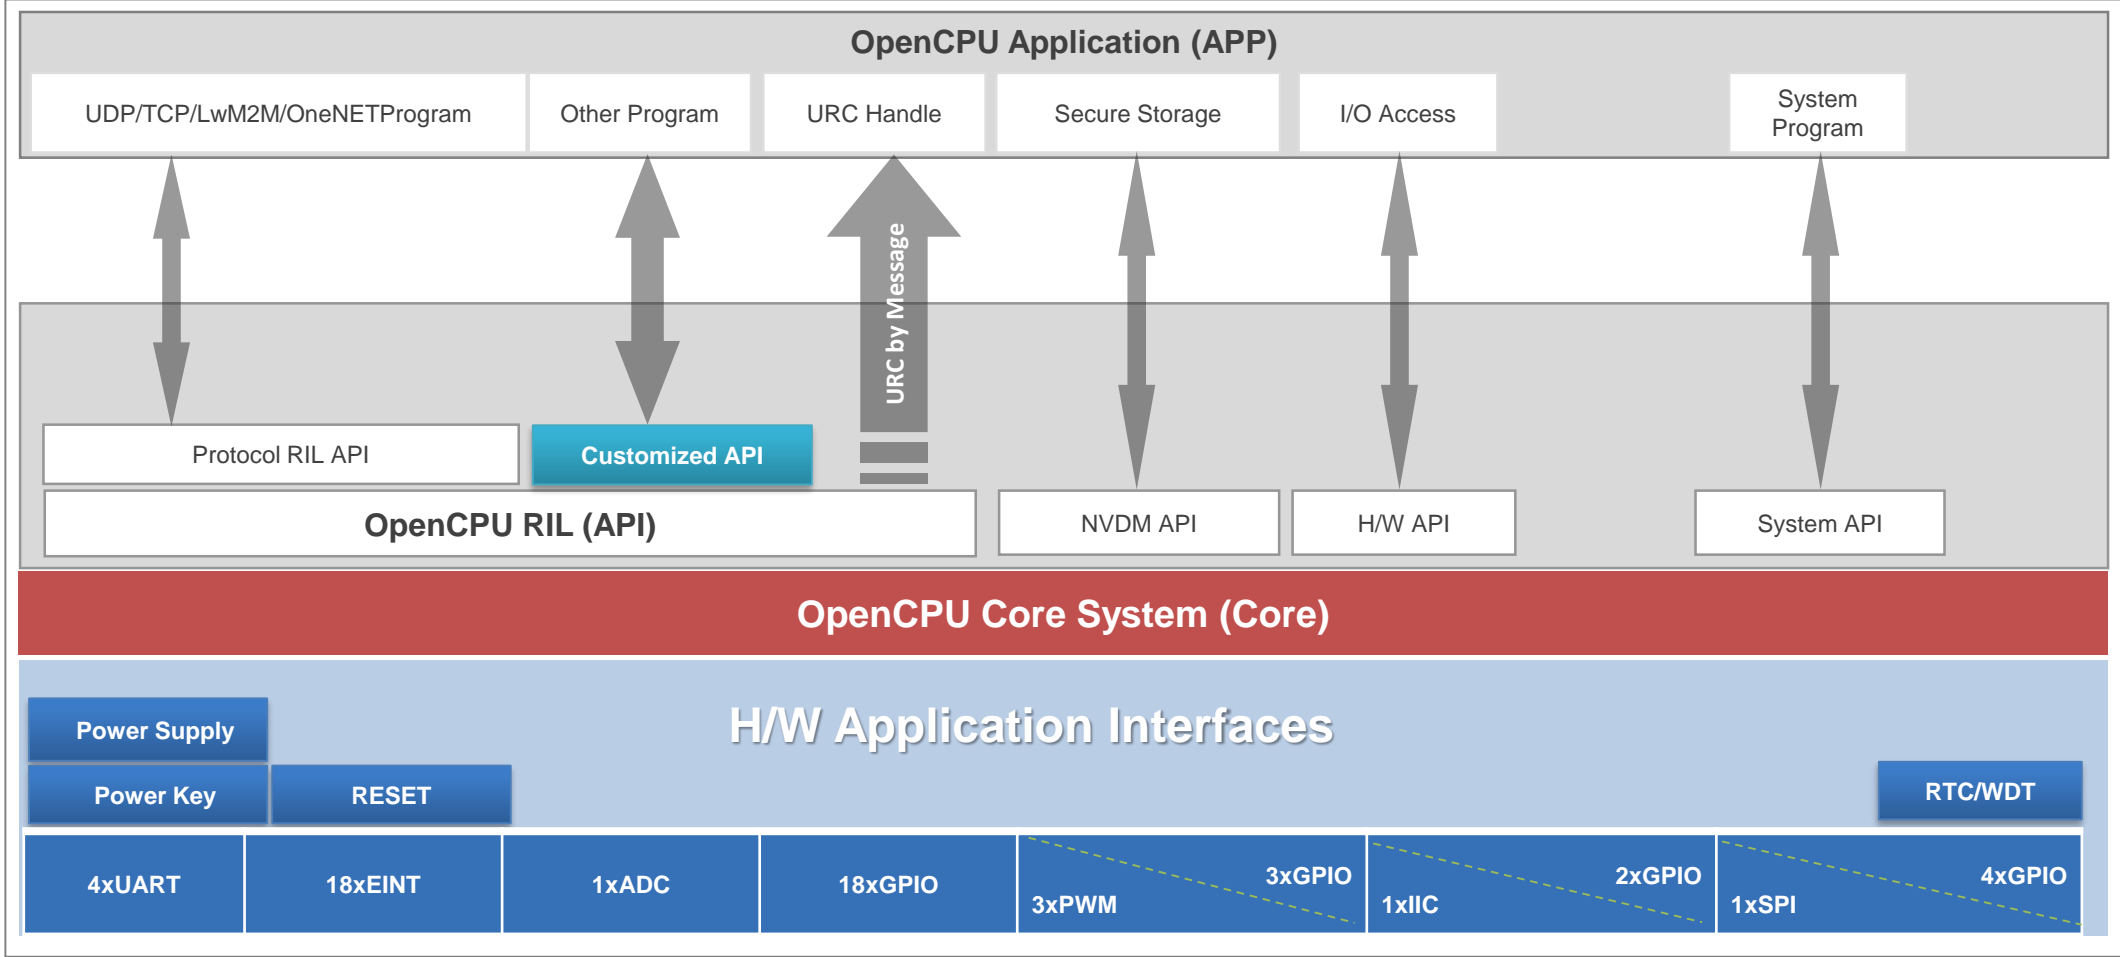 OpenCPU Application (APP)
UDP/TCP/LwM2M/OneNETProgram
Other Program
URC Handle
Secure Storage
I/O Access
System
Program
URC by Message
Protocol RIL API
Customized API
OpenCPU RIL (API)
NVDM API
H/W API
System API
OpenCPU Core System (Core)
H/W Application Interfaces
Power Supply
Power Key
RESET
RTC/WDT
4xUART
18xEINT
1xADC
18xGPIO
3xGPIO
3xPWM
2xGPIO
1xIIC
4xGPIO
1xSPI